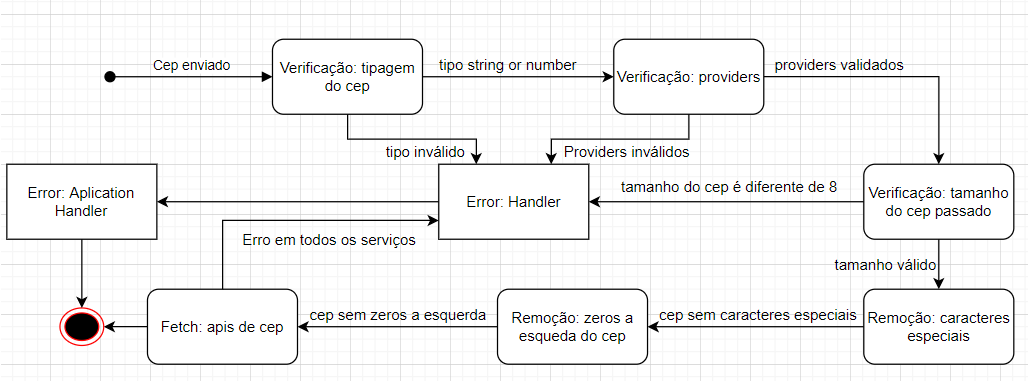 Cep enviado
Verificação: tipagem
do cep
tipo string or number
Verificação: providers
providers validados
tipo inválido
Providers inválidos
Error: Aplication
Handler
Error: Handler
tamanho do cep é diferente de 8
Verificação: tamanho
do cep passado
Erro em todos os serviços
tamanho válido
Fetch: apis de cep
cep sem zeros a esquerda
Remoção: zeros a
esqueda do cep
cep sem caracteres especiais
Remoção: caracteres
especiais